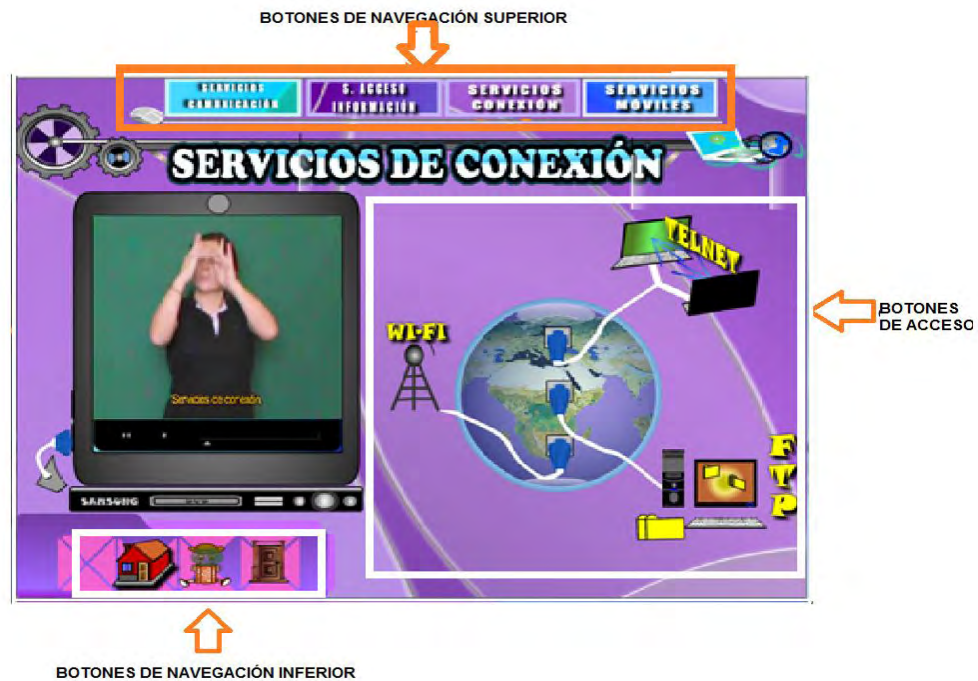 BOTONES DE NAVEGACIÓN SUPERIOR
SERVICIOS
COMUNICACIÓN
S. ACCESO
INFORMACIÓN
SERVICIOS
CONEXIÓN
SERVICIOS
MÓVILES
SERVICIOS DE CONEXIÓN
TELNET
WI-FI
BOTONES
DE ACCESO
Servicios de conexión
FTP
SAMSUNG
BOTONES DE NAVEGACIÓN INFERIOR